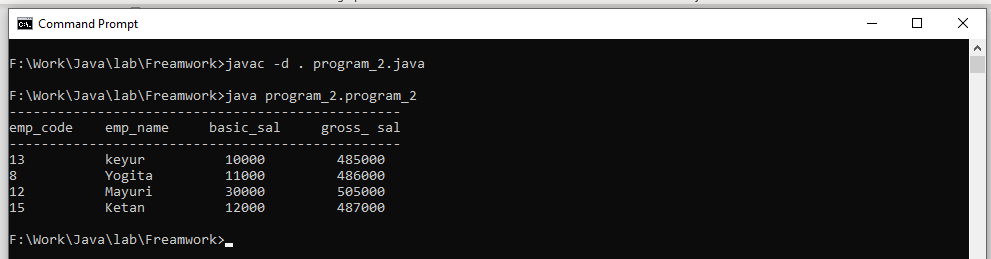 Command Prompt
F:\Work\Java\lab\Freamwork>javac -d . program_2.java
F:\Work\Java\lab\Freamwork>java program_2.program_2
-------------------------------------------------
emp_code    emp_name     basic_sal     gross_ sal
-------------------------------------------------
13          keyur          10000         485000
8           Yogita         11000         486000
12          Mayuri         30000         505000
15          Ketan          12000         487000
F:\Work\Java\lab\Freamwork>